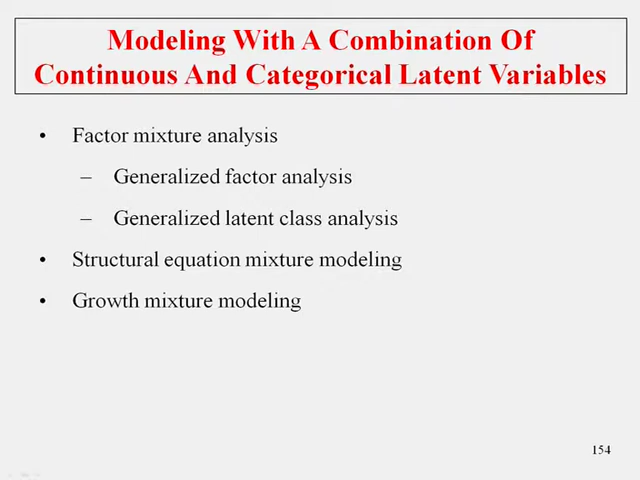 Modeling With A Combination Of
Continuous And Categorical Latent Variables
• Factor mixture analysis
– Generalized factor analysis
– Generalized latent class analysis
• Structural equation mixture modeling
• Growth mixture modeling
154